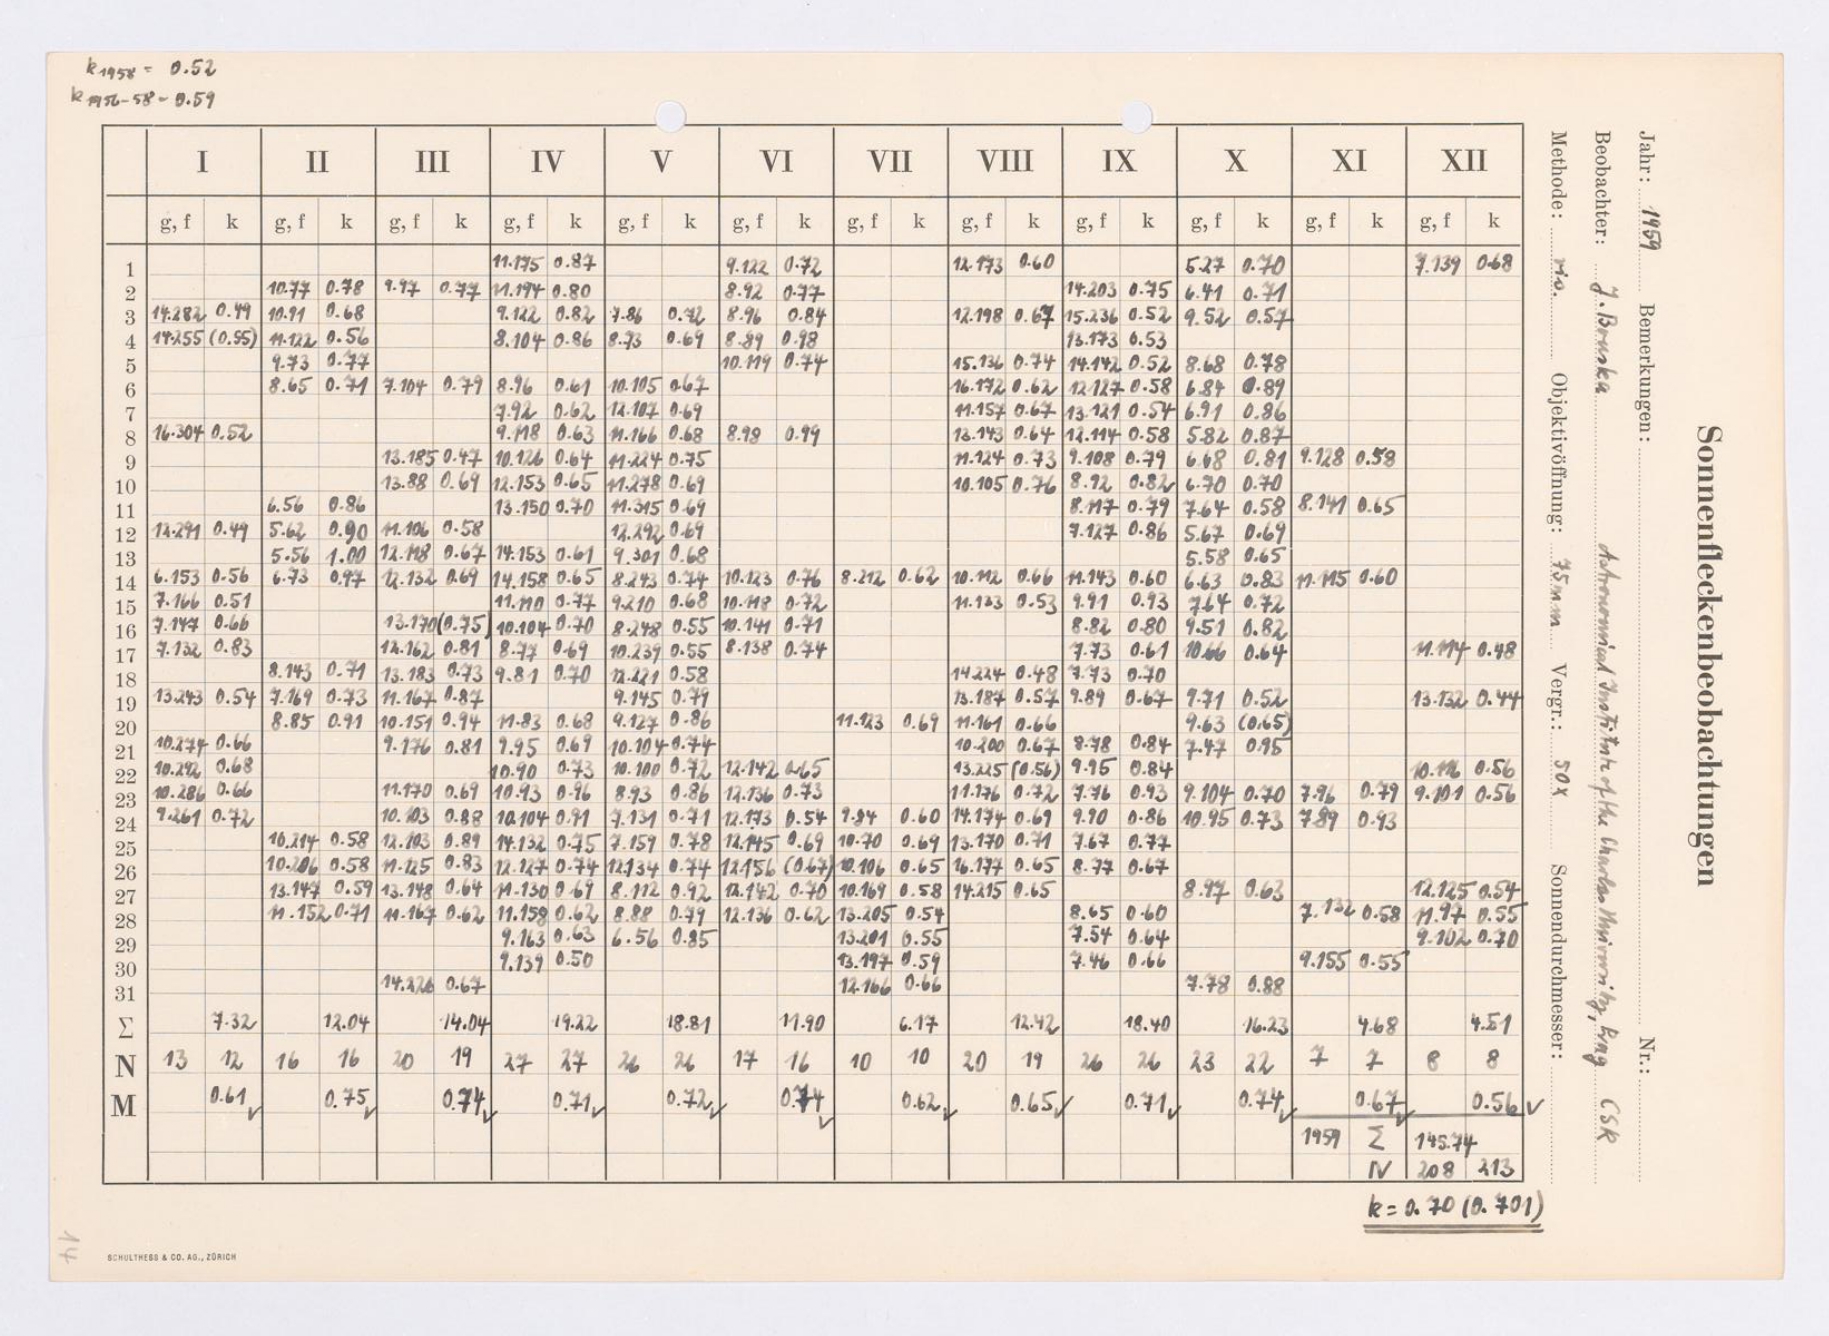 k 1958 = 0.52
k 1956-58 = 0.59
Sonnenfleckenbeobachtungen
Jahr: 1959 Bemerkungen: Nr.:
Beobachter: J. Bouska Astronomical Institute of the Charles University, Prag CSR
Methode: vis. Objektivöffnung: 75mm Vergr.: 50x Sonnendurchmesser:
I II III IV V VI VII VIII IX X XI XII
g, f k g, f k g, f k g, f k g, f k g, f k g, f k g, f k g, f k g, f k g, f k g, f k
1 11.175 0.87 9.122 0.72 12.173 0.60 5.27 0.70 7.139 0.68
2 10.77 0.78 9.97 0.77 11.194 0.80 8.92 0.77 14.203 0.75 6.41 0.71
3 14.282 0.49 10.91 0.68 9.122 0.82 7.86 0.72 8.96 0.84 12.198 0.67 15.236 0.52 9.52 0.57
4 14.255 (0.55) 11.122 0.56 8.104 0.86 8.73 0.69 8.89 0.98 13.173 0.53
5 9.73 0.77 10.119 0.74 15.136 0.74 14.142 0.52 8.68 0.78
6 8.65 0.71 7.104 0.79 8.96 0.61 10.105 0.67 16.172 0.62 12.127 0.58 6.84 0.89
7 7.92 0.62 12.107 0.69 11.157 0.67 13.121 0.54 6.91 0.86
8 16.304 0.52 9.118 0.63 11.166 0.68 8.98 0.99 13.143 0.64 12.114 0.58 5.82 0.87
9 13.185 0.47 10.126 0.64 11.224 0.75 11.124 0.73 9.108 0.79 6.68 0.81 9.128 0.58
10 13.88 0.69 12.153 0.65 11.278 0.69 10.105 0.76 8.92 0.82 6.70 0.70
11 6.56 0.86 13.150 0.70 11.315 0.69 8.117 0.79 7.64 0.58 8.141 0.65
12 12.291 0.49 5.62 0.90 11.106 0.58 12.292 0.69 7.127 0.86 5.67 0.69
13 5.56 1.00 12.118 0.67 14.153 0.61 9.301 0.68 5.58 0.65
14 6.153 0.56 6.73 0.97 12.132 0.69 14.158 0.65 8.243 0.74 10.123 0.76 8.212 0.62 10.112 0.66 11.143 0.60 6.63 0.83 11.115 0.60
15 7.166 0.51 11.110 0.77 9.210 0.68 10.118 0.72 11.133 0.53 9.91 0.93 7.64 0.72
16 7.147 0.66 13.170 (0.75) 10.104 0.70 8.248 0.55 10.141 0.71 8.82 0.80 9.51 0.82
17 7.132 0.83 12.162 0.81 8.77 0.69 10.239 0.55 8.138 0.74 7.73 0.61 10.66 0.64 11.114 0.48
18 8.143 0.71 13.183 0.73 9.81 0.70 12.221 0.58 14.224 0.48 7.73 0.70
19 13.243 0.54 7.169 0.73 11.167 0.87 9.145 0.79 13.187 0.57 9.89 0.67 9.71 0.52 13.132 0.44
20 8.85 0.91 10.151 0.94 11.83 0.68 9.127 0.86 11.123 0.69 11.161 0.66 9.63 (0.65)
21 10.274 0.66 9.176 0.81 9.95 0.69 10.104 0.74 10.200 0.67 8.78 0.84 7.47 0.95
22 10.292 0.68 10.90 0.73 10.100 0.72 12.142 0.65 13.225 (0.56) 9.95 0.84 10.116 0.56
23 10.286 0.66 11.170 0.69 10.93 0.96 8.93 0.86 12.136 0.73 11.176 0.72 7.76 0.93 9.104 0.70 7.96 0.79 9.101 0.56
24 9.261 0.72 10.103 0.88 10.104 0.91 7.131 0.71 12.173 0.54 9.84 0.60 14.174 0.69 9.90 0.86 10.95 0.73 7.89 0.93
25 10.214 0.58 12.103 0.89 14.132 0.75 7.159 0.78 12.145 0.69 10.70 0.69 13.170 0.71 7.67 0.77
26 10.206 0.58 11.125 0.83 12.127 0.74 12.134 0.74 12.156 (0.67) 10.106 0.65 16.177 0.65 8.77 0.67
27 13.147 0.59 13.148 0.64 11.130 0.69 8.112 0.92 12.142 0.70 10.169 0.58 14.215 0.65 8.97 0.63 12.125 0.54
28 11.152 0.71 11.167 0.62 11.159 0.62 8.88 0.79 12.136 0.62 13.205 0.54 8.65 0.60 7.132 0.58 11.97 0.55
29 9.163 0.63 6.56 0.85 13.201 0.55 7.54 0.64 9.102 0.70
30 9.139 0.50 13.197 0.59 7.46 0.66 9.155 0.55
31 14.226 0.67 12.166 0.66 7.78 0.88
Σ 7.32 12.04 14.04 19.22 18.81 11.90 6.17 12.42 18.40 16.23 4.68 4.51
N 13 12 16 16 20 19 27 27 26 26 17 16 10 10 20 19 26 26 23 22 7 7 8 8
M 0.61 0.75 0.74 0.71 0.72 0.74 0.62 0.65 0.71 0.74 0.67 0.56
1959 Σ 145.74
N 208 213
k = 0.70 (0.701)
14
SCHULTHESS & CO. AG., ZÜRICH